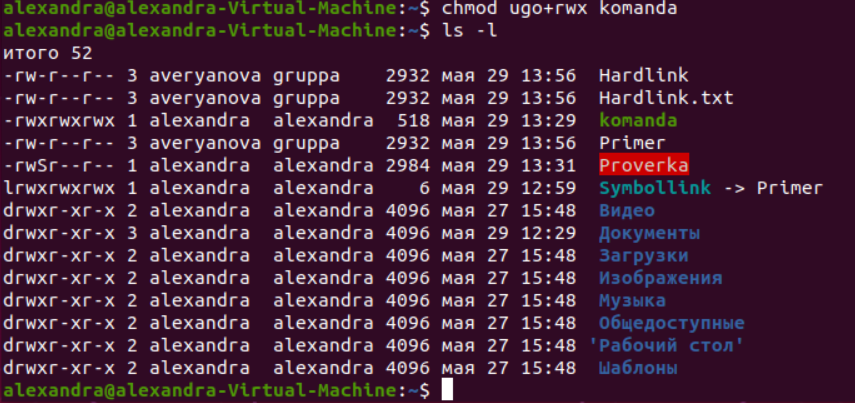 alexandra@alexandra-Virtual-Machine:~$ chmod ugo+rwx komanda
alexandra@alexandra-Virtual-Machine:~$ ls -l
итого 52
-rw-r--r-- 3 averyanova gruppa    2932 мая 29 13:56  Hardlink
-rw-r--r-- 3 averyanova gruppa    2932 мая 29 13:56  Hardlink.txt
-rwxrwxrwx 1 alexandra  alexandra  518 мая 29 13:29  komanda
-rw-r--r-- 3 averyanova gruppa    2932 мая 29 13:56  Primer
-rwSr--r-- 1 alexandra  alexandra 2984 мая 29 13:31  Proverka
lrwxrwxrwx 1 alexandra  alexandra    6 мая 29 12:59  Symbollink -> Primer
drwxr-xr-x 2 alexandra  alexandra 4096 мая 27 15:48  Видео
drwxr-xr-x 3 alexandra  alexandra 4096 мая 29 12:29  Документы
drwxr-xr-x 2 alexandra  alexandra 4096 мая 27 15:48  Загрузки
drwxr-xr-x 2 alexandra  alexandra 4096 мая 27 15:48  Изображения
drwxr-xr-x 2 alexandra  alexandra 4096 мая 27 15:48  Музыка
drwxr-xr-x 2 alexandra  alexandra 4096 мая 27 15:48  Общедоступные
drwxr-xr-x 2 alexandra  alexandra 4096 мая 27 15:48 'Рабочий стол'
drwxr-xr-x 2 alexandra  alexandra 4096 мая 27 15:48  Шаблоны
alexandra@alexandra-Virtual-Machine:~$